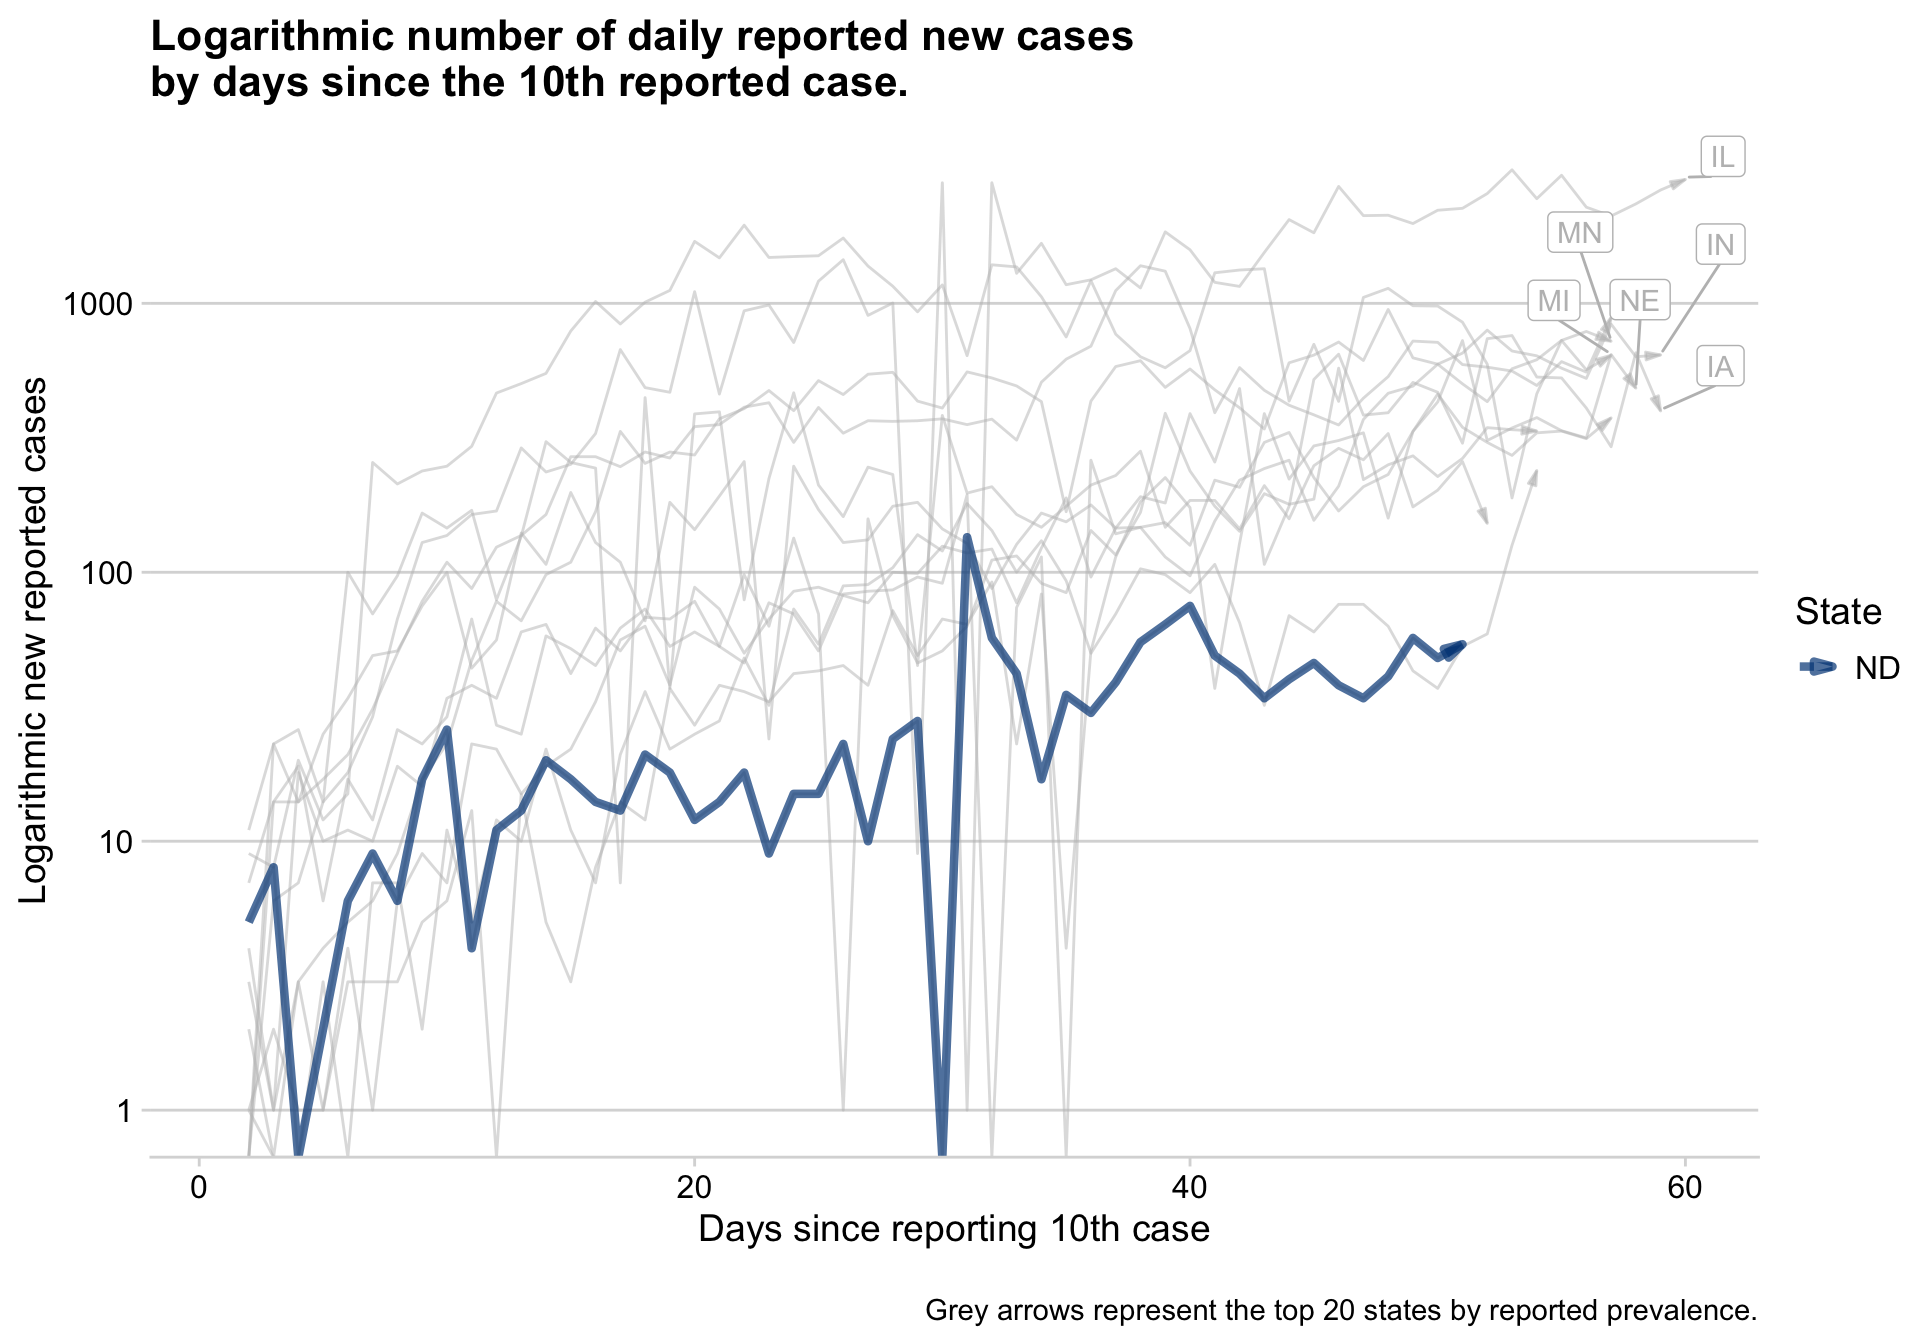 Logarithmic number of daily reported new cases
by days since the 10th reported case.
IL
MN
IN
MI
NE
IA
1000
100
10
1
Logarithmic new reported cases
State
ND
0
20
40
60
Days since reporting 10th case
Grey arrows represent the top 20 states by reported prevalence.